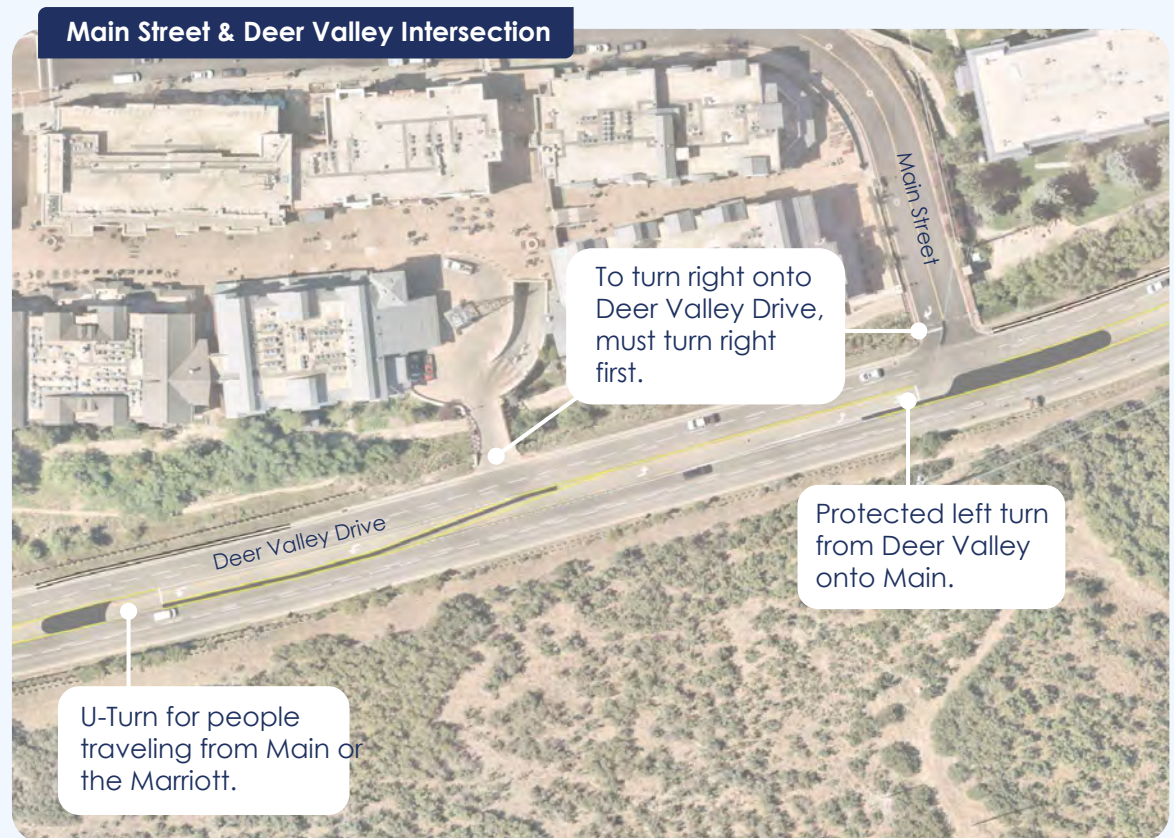 Main Street & Deer Valley Intersection
Main Street
To turn right onto
Deer Valley Drive,
must turn right
first.
Protected left turn
from Deer Valley
onto Main.
Deer Valley Drive
U-Turn for people
traveling from Main or
the Marriott.